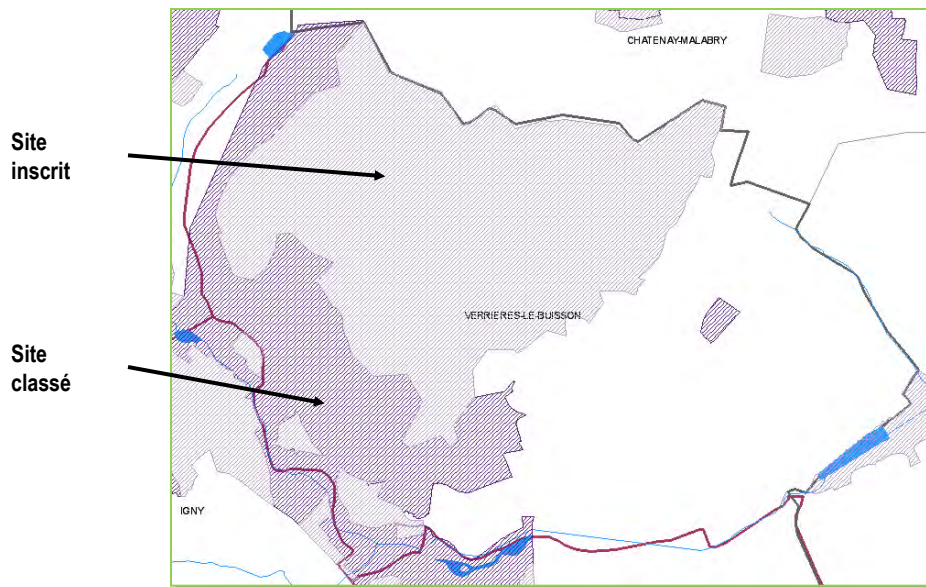 CHATENAY-MALABRY
Site
inscrit
VERRIERES-LE-BUISSON
Site
classé
IGNY